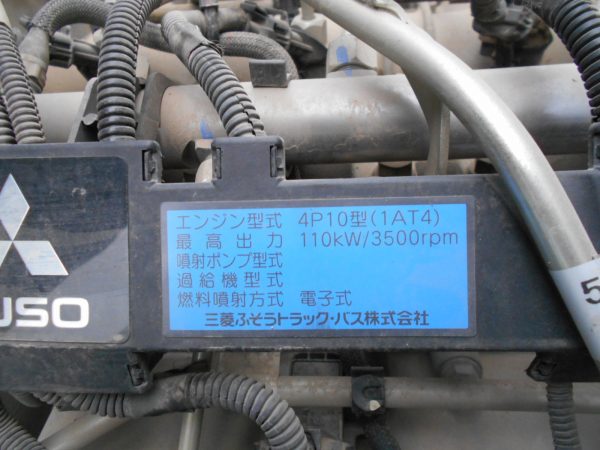 エンジン型式 4P10型(1AT4)
最高出力 110kW/3500rpm
噴射ポンプ型式
過給機型式
燃料噴射方式 電子式
三菱ふそうトラック・バス株式会社
USO
5